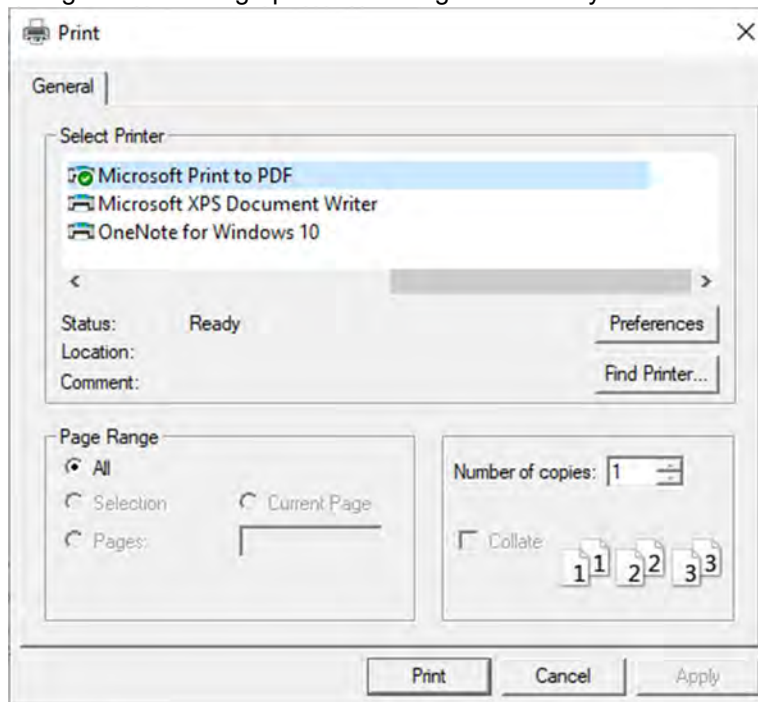 Print
General
Select Printer
Microsoft Print to PDF
Microsoft XPS Document Writer
OneNote for Windows 10
Status: Ready
Preferences
Location:
Find Printer...
Comment:
Page Range
All
Selection
Current Page
Pages:
Number of copies: 1
Collate
1 1 2 2 3 3
Print Cancel Apply